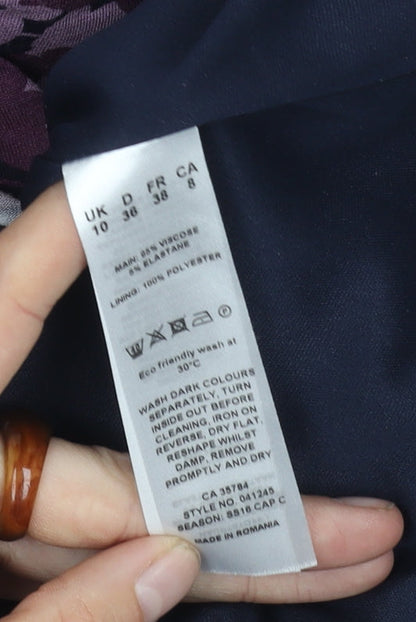 UK D FR CA
10 36 38 8
MAIN: 95% VISCOSE
5% ELASTANE
LINING: 100% POLYESTER
Eco friendly wash at
30°C
WASH DARK COLOURS
SEPARATELY, TURN
INSIDE OUT BEFORE
CLEANING, IRON ON
REVERSE, DRY FLAT,
RESHAPE WHILST
DAMP, REMOVE
PROMPTLY AND DRY
CA 35784
STYLE NO. 041245
SEASON: SS16 CAP C
MADE IN ROMANIA